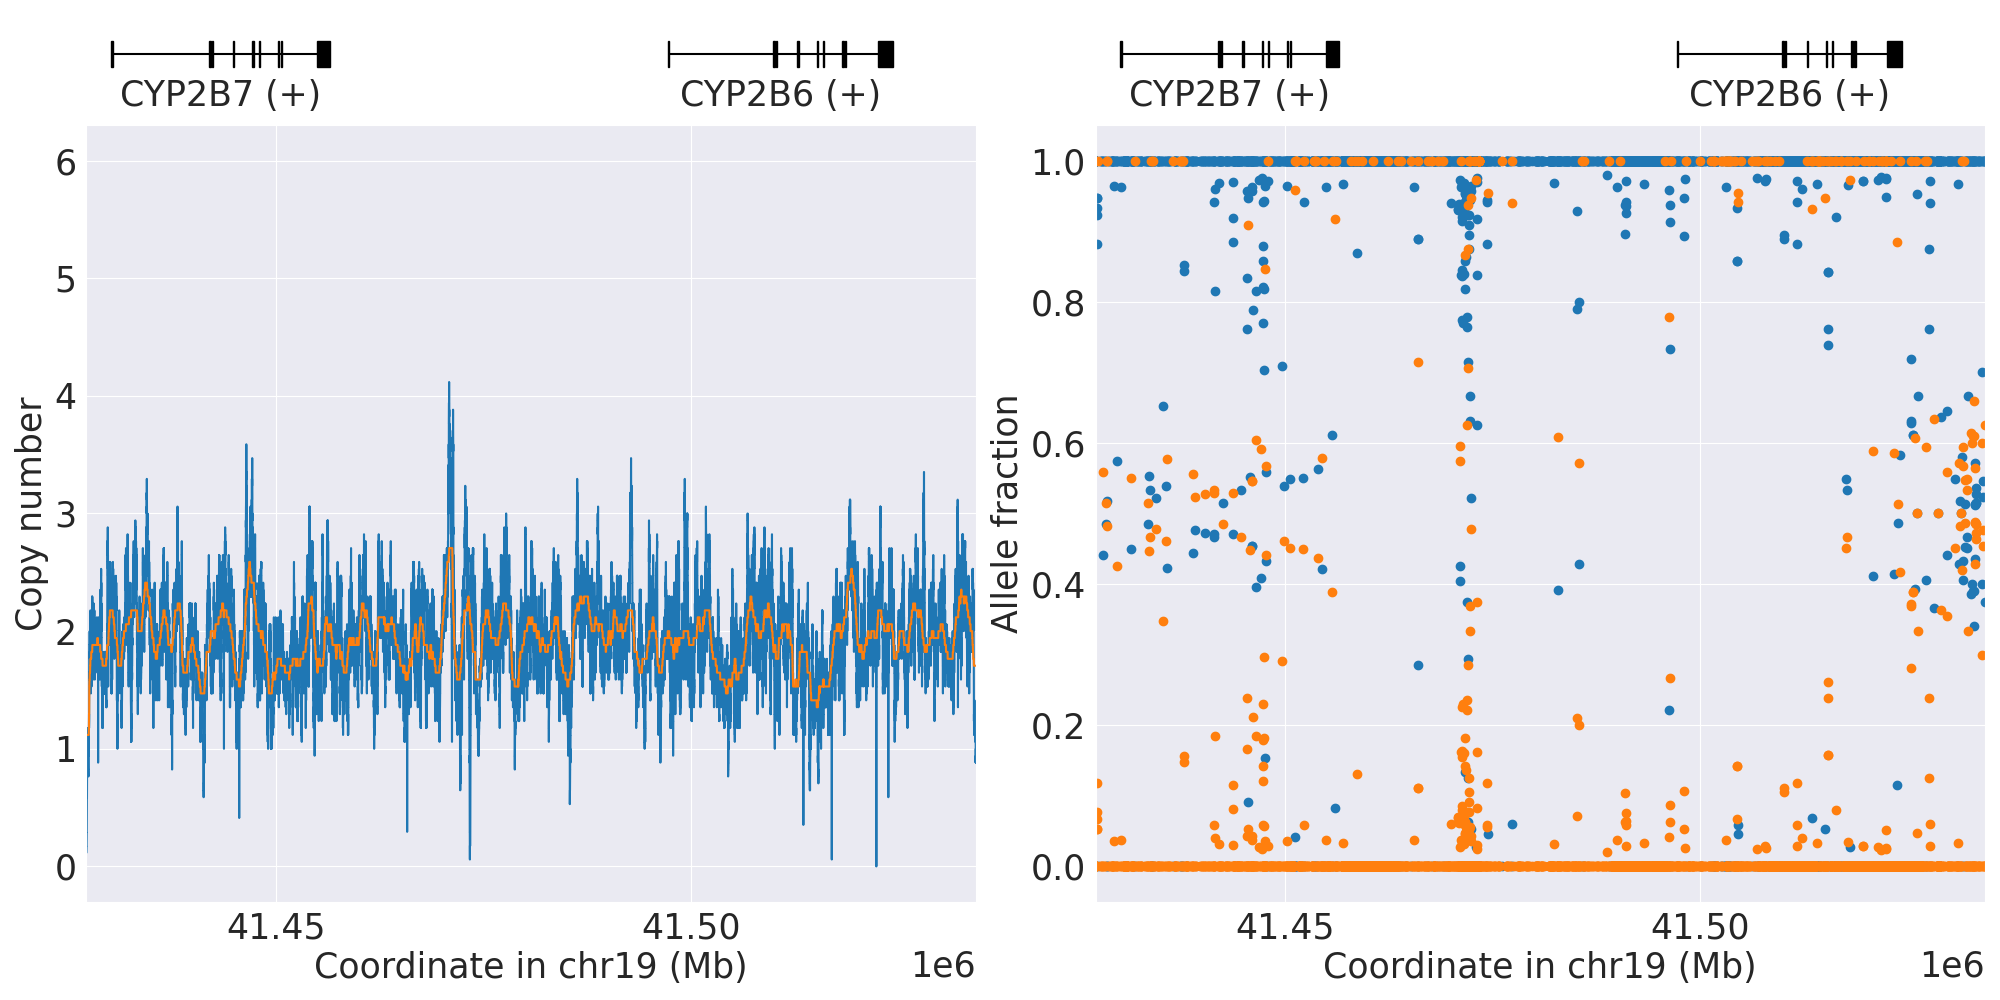 CYP2B7 (+)
CYP2B6 (+)
CYP2B7 (+)
CYP2B6 (+)
Copy number
6
5
4
3
2
1
0
41.45
41.50
Coordinate in chr19 (Mb)
1e6
Allele fraction
1.0
0.8
0.6
0.4
0.2
0.0
41.45
41.50
Coordinate in chr19 (Mb)
1e6